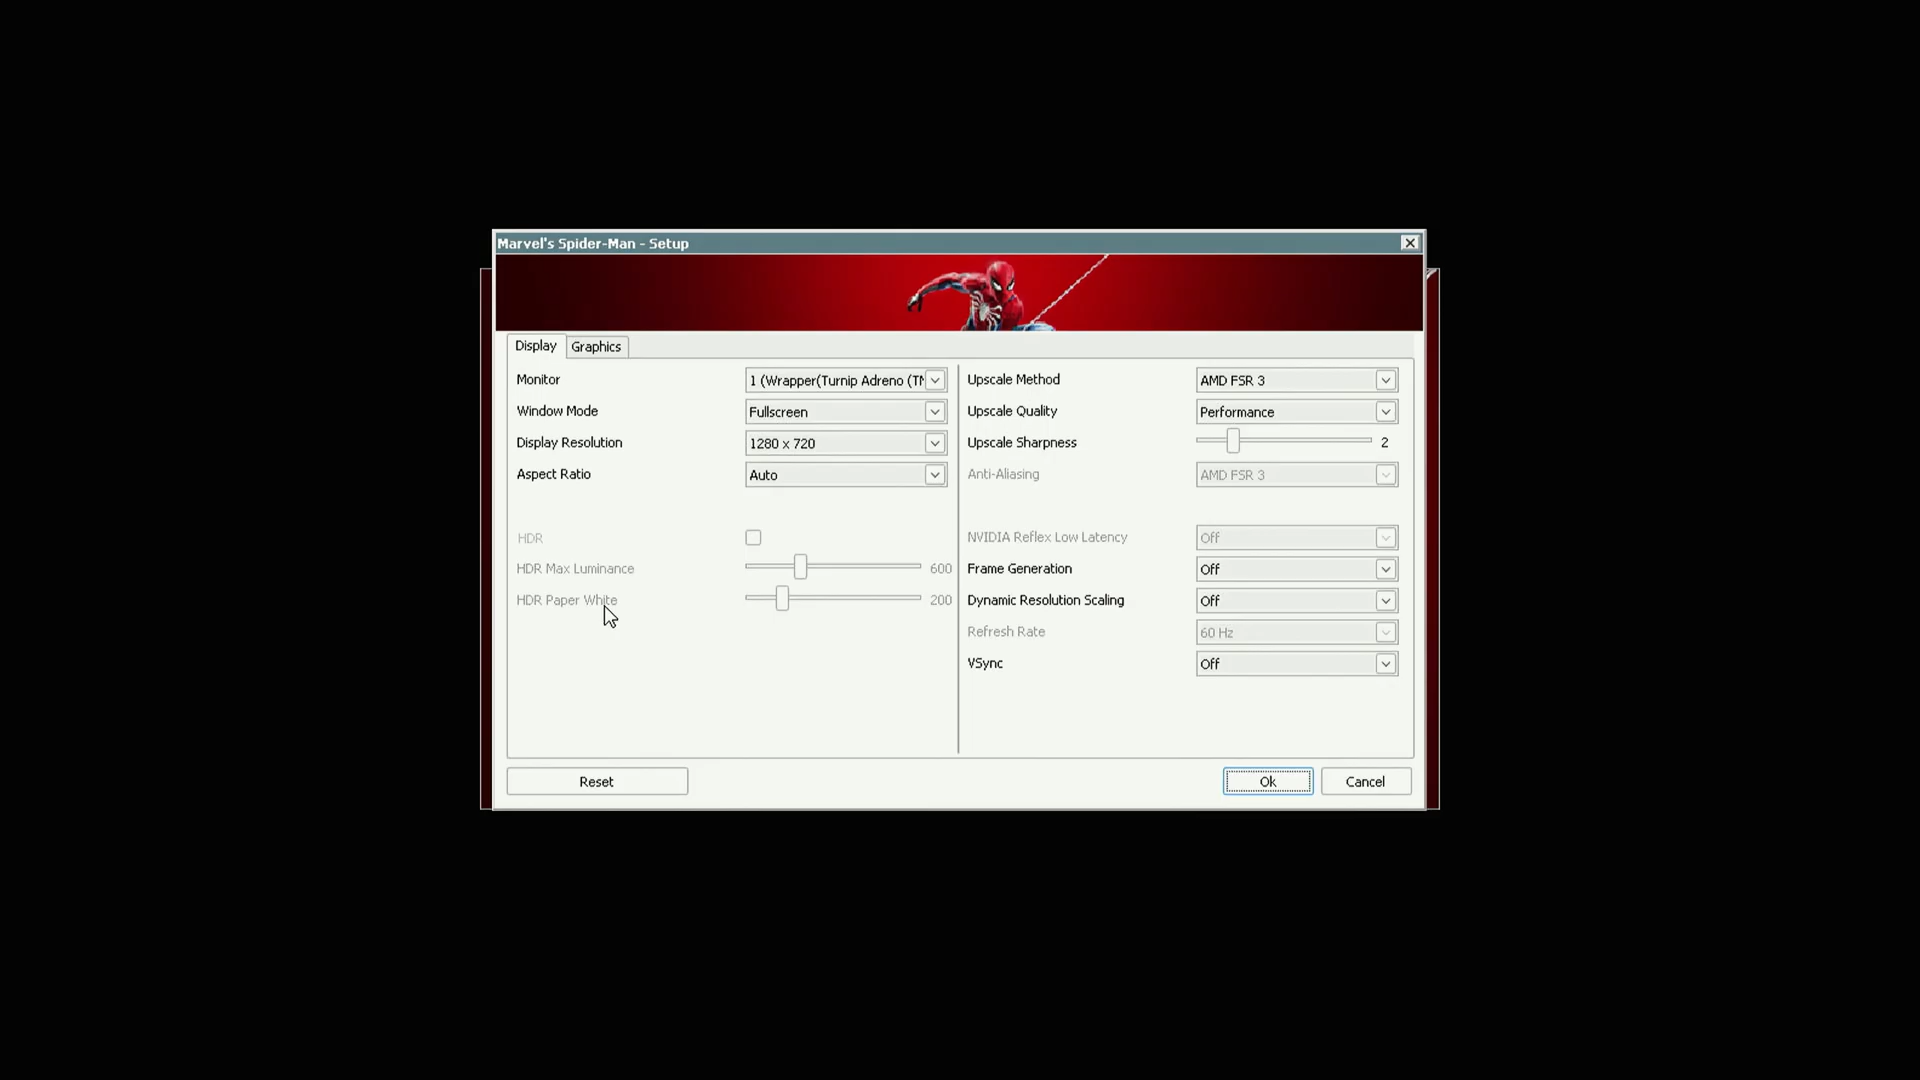 Marvel's Spider-Man - Setup
Display
Graphics
Monitor
1 (Wrapper(Turnip Adreno (TM
Window Mode
Fullscreen
Display Resolution
1280 x 720
Aspect Ratio
Auto
HDR
HDR Max Luminance
600
HDR Paper White
200
Upscale Method
AMD FSR 3
Upscale Quality
Performance
Upscale Sharpness
2
Anti-Aliasing
AMD FSR 3
NVIDIA Reflex Low Latency
Off
Frame Generation
Off
Dynamic Resolution Scaling
Off
Refresh Rate
60 Hz
VSync
Off
Reset
Ok
Cancel